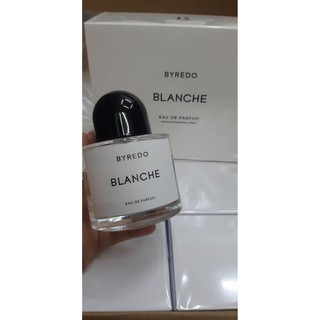 BYREDO
BLANCHE
EAU DE PARFUM
BYREDO
BLANCHE
EAU DE PARFUM